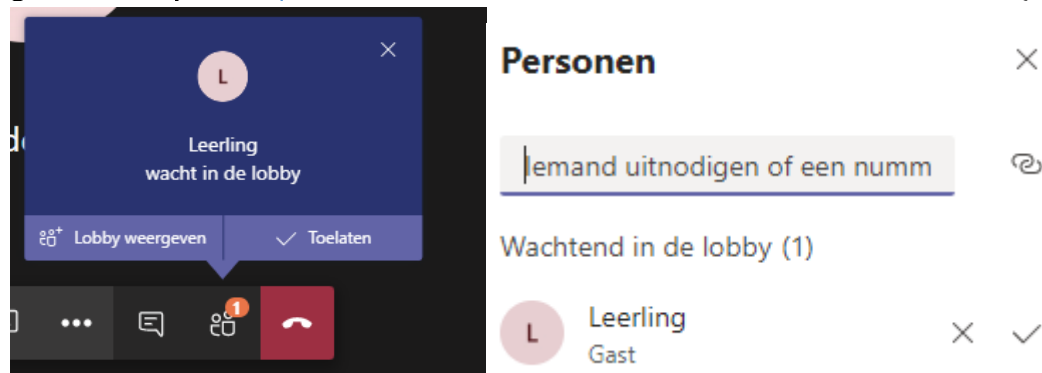 L
Leerling
wacht in de lobby
Lobby weergeven
Toelaten
1
Personen
Iemand uitnodigen of een numm
Wachtend in de lobby (1)
L
Leerling
Gast